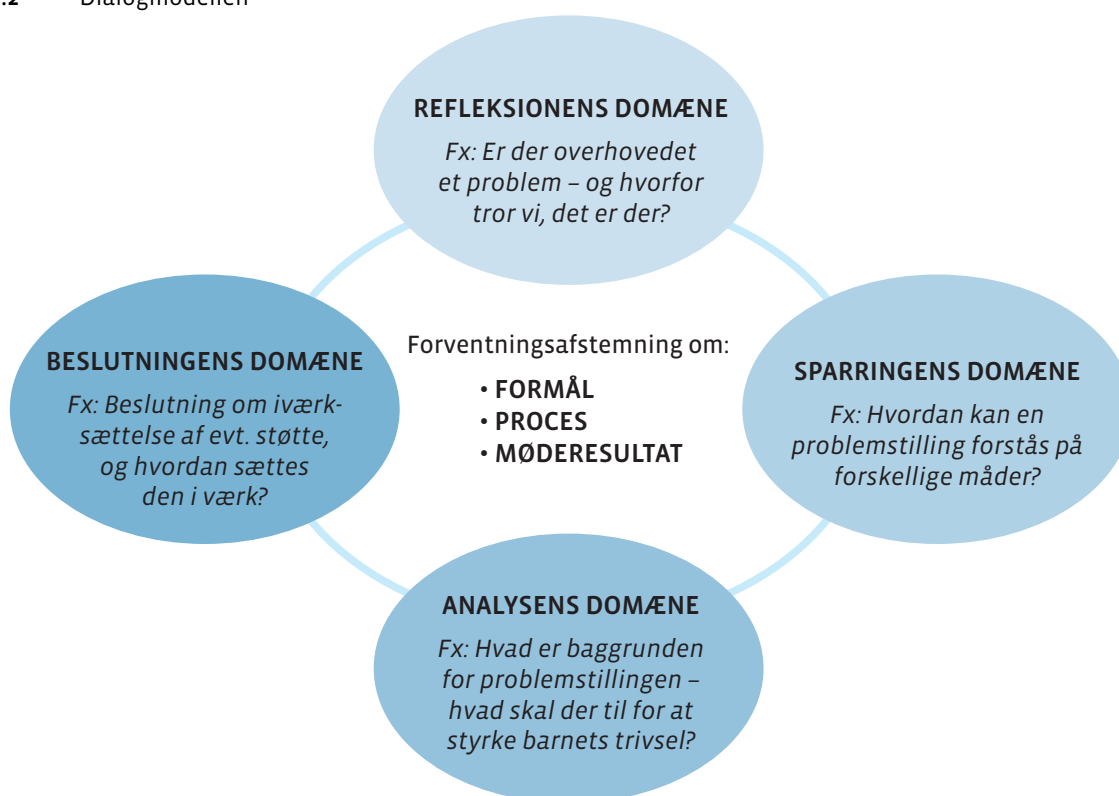 .2 Dialogmodellen
REFLEKSIONENS DOMÆNE
Fx: Er der overhovedet
et problem – og hvorfor
tror vi, det er der?
BESLUTNINGENS DOMÆNE
Fx: Beslutning om iværk-
sættelse af evt. støtte,
og hvordan sættes
den i værk?
Forventningsafstemning om:
• FORMÅL
• PROCES
• MØDERESULTAT
SPARRINGENS DOMÆNE
Fx: Hvordan kan en
problemstilling forstås på
forskellige måder?
ANALYSENS DOMÆNE
Fx: Hvad er baggrunden
for problemstillingen –
hvad skal der til for at
styrke barnets trivsel?